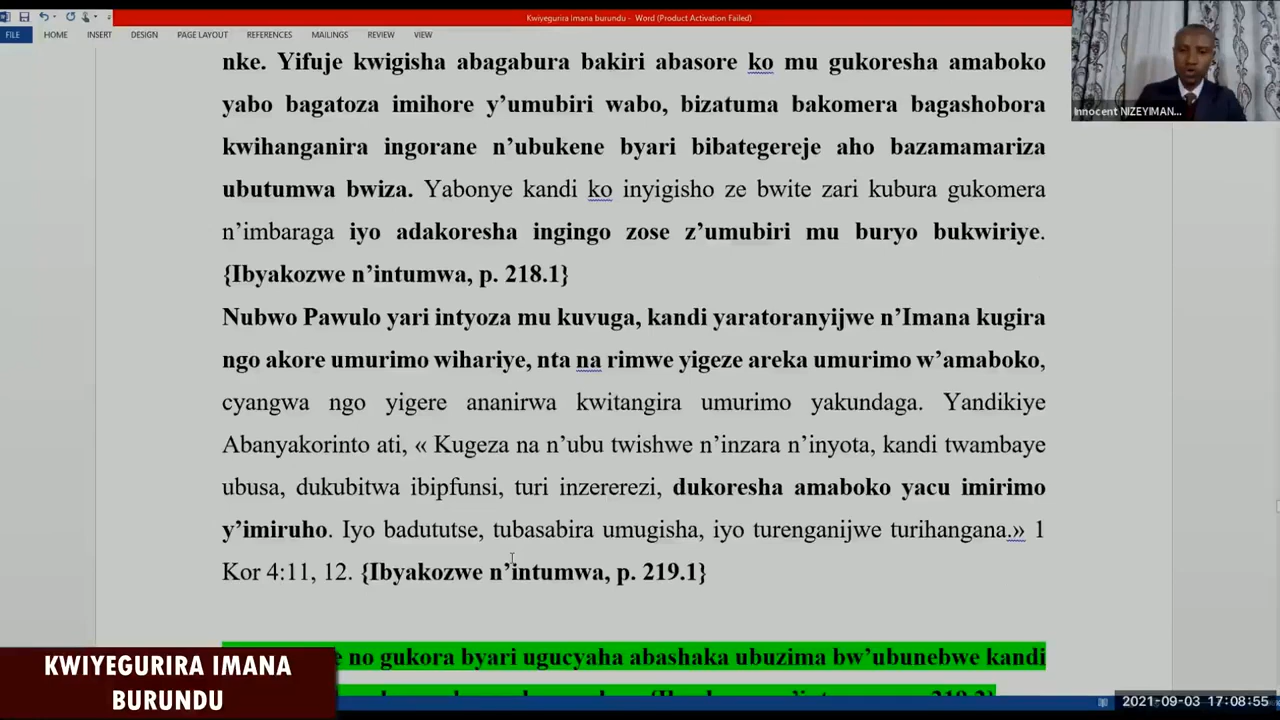 Kwiyegurira Imana burundu - Word (Product Activation Failed)
FILE HOME INSERT DESIGN PAGE LAYOUT REFERENCES MAILINGS REVIEW VIEW
Innocent NIZEYIMAN...
nke. Yifuje kwigisha abagabura bakiri abasore ko mu gukoresha amaboko
yabo bagatoza imihore y’umubiri wabo, bizatuma bakomera bagashobora
kwihanganira ingorane n’ubukene byari bibategereje aho bazamamariza
ubutumwa bwiza. Yabonye kandi ko inyigisho ze bwite zari kubura gukomera
n’imbaraga iyo adakoresha ingingo zose z’umubiri mu buryo bukwiriye.
{Ibyakozwe n’intumwa, p. 218.1}
Nubwo Pawulo yari intyoza mu kuvuga, kandi yaratoranyijwe n’Imana kugira
ngo akore umurimo wihariye, nta na rimwe yigeze areka umurimo w’amaboko,
cyangwa ngo yigere ananirwa kwitangira umurimo yakundaga. Yandikiye
Abanyakorinto ati, « Kugeza na n’ubu twishwe n’inzara n’inyota, kandi twambaye
ubusa, dukubitwa ibipfunsi, turi inzererezi, dukoresha amaboko yacu imirimo
y’imiruho. Iyo badututse, tubasabira umugisha, iyo turenganijwe turihangana.» 1
Kor 4:11, 12. {Ibyakozwe n’intumwa, p. 219.1}
no gukora byari ugucyaha abashaka ubuzima bw’ubunebwe kandi
KWIYEGURIRA IMANA
BURUNDU
2021-09-03 17:08:55